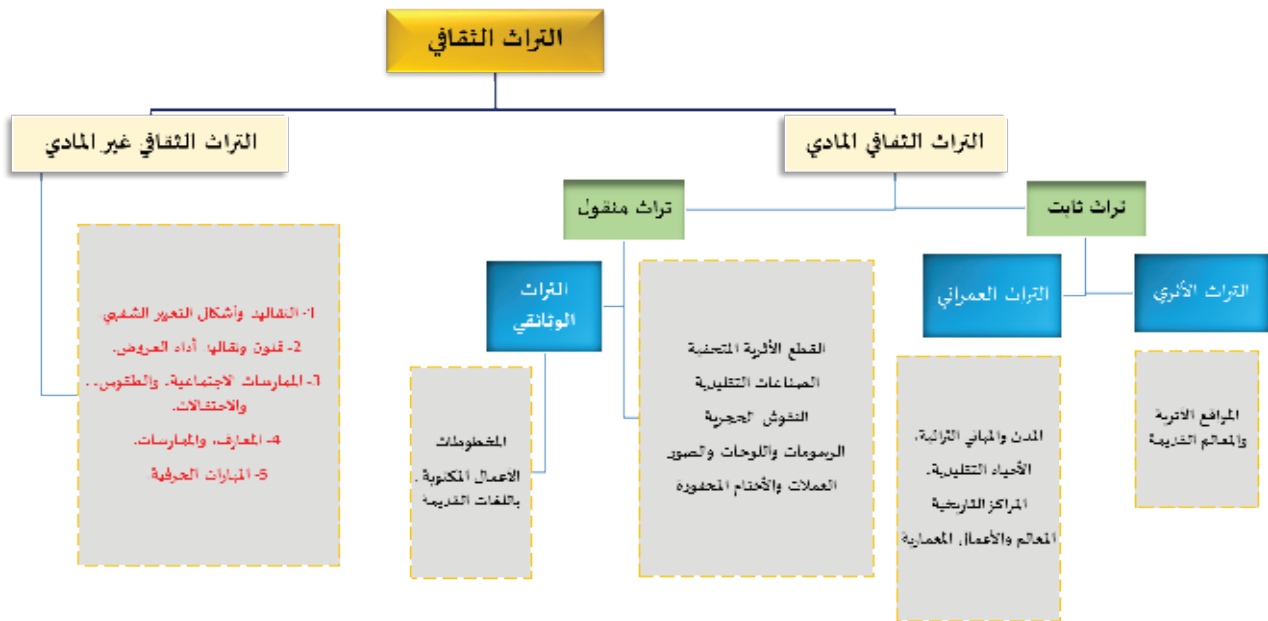 التراث الثقافي
التراث الثقافي المادي
التراث الثقافي غير المادي
تراث ثابت
تراث منقول
التراث الأثري
التراث العمراني
التراث
الوثائقي
المواقع الأثرية
والمعالم القديمة
المدن والمباني التراثية.
الأحياء التقليدية.
المراكز التاريخية
المعالم والأعمال المعمارية
القطع الأثرية المتحفية
الصناعات التقليدية
النقوش الحجرية
الرسومات واللوحات والصور
العملات والأختام المحفورة
المخطوطات
الاعمال المكتوبة .
باللغات القديمة
1- التقاليد وأشكال التعبير الشفهي.
2- فنون وتقاليد أداء العروض.
3- الممارسات الاجتماعية، والطقوس..
والاحتفالات.
4- المعارف، والممارسات.
5- المهارات الحرفية